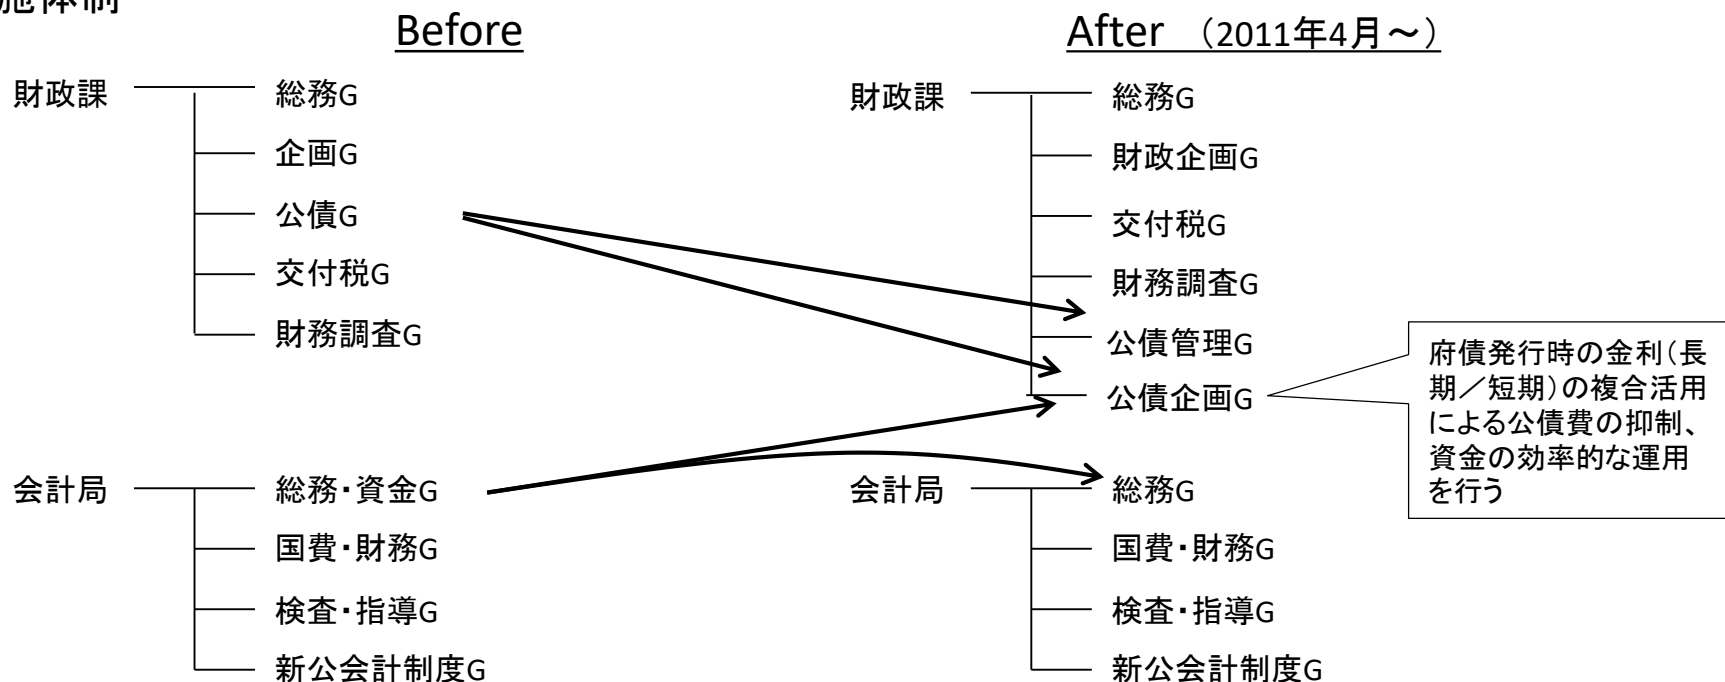 施体制
Before
After （2011年4月～）
財政課
総務G
企画G
公債G
交付税G
財務調査G
会計局
総務・資金G
国費・財務G
検査・指導G
新公会計制度G
財政課
総務G
財政企画G
交付税G
財務調査G
公債管理G
公債企画G
府債発行時の金利（長
期／短期）の複合活用
による公債費の抑制、
資金の効率的な運用
を行う
会計局
総務G
国費・財務G
検査・指導G
新公会計制度G